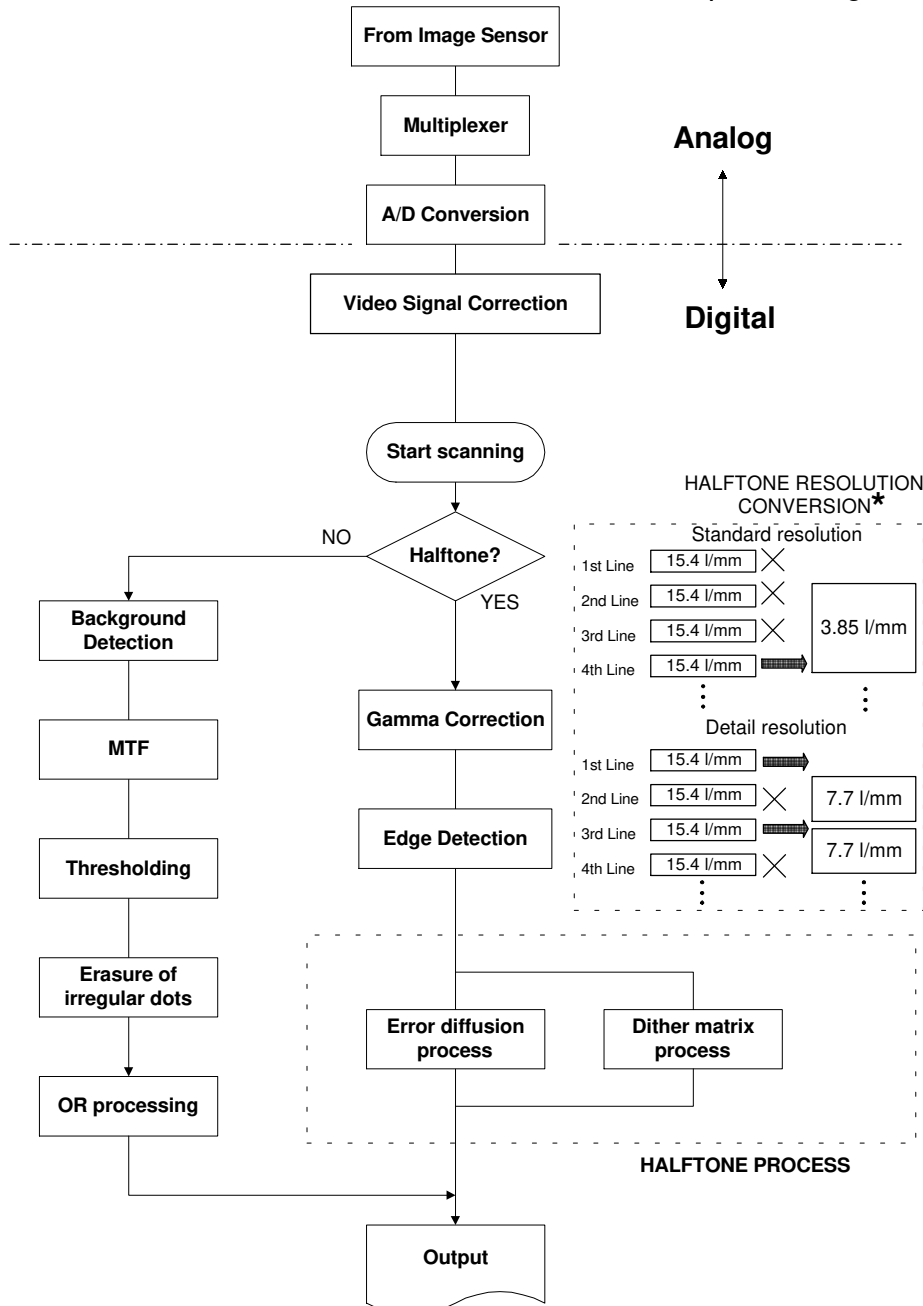 From Image Sensor
Multiplexer
Analog
A/D Conversion
Video Signal Correction
Digital
Start scanning
HALFTONE RESOLUTION
CONVERSION*
Standard resolution
1st Line 15.4 l/mm
2nd Line 15.4 l/mm
3rd Line 15.4 l/mm
3.85 l/mm
4th Line 15.4 l/mm
Detail resolution
1st Line 15.4 l/mm
2nd Line 15.4 l/mm
7.7 l/mm
3rd Line 15.4 l/mm
7.7 l/mm
4th Line 15.4 l/mm
Halftone?
NO
YES
Background
Detection
MTF
Thresholding
Erasure of
irregular dots
OR processing
Gamma Correction
Edge Detection
Error diffusion
process
Dither matrix
process
HALFTONE PROCESS
Output